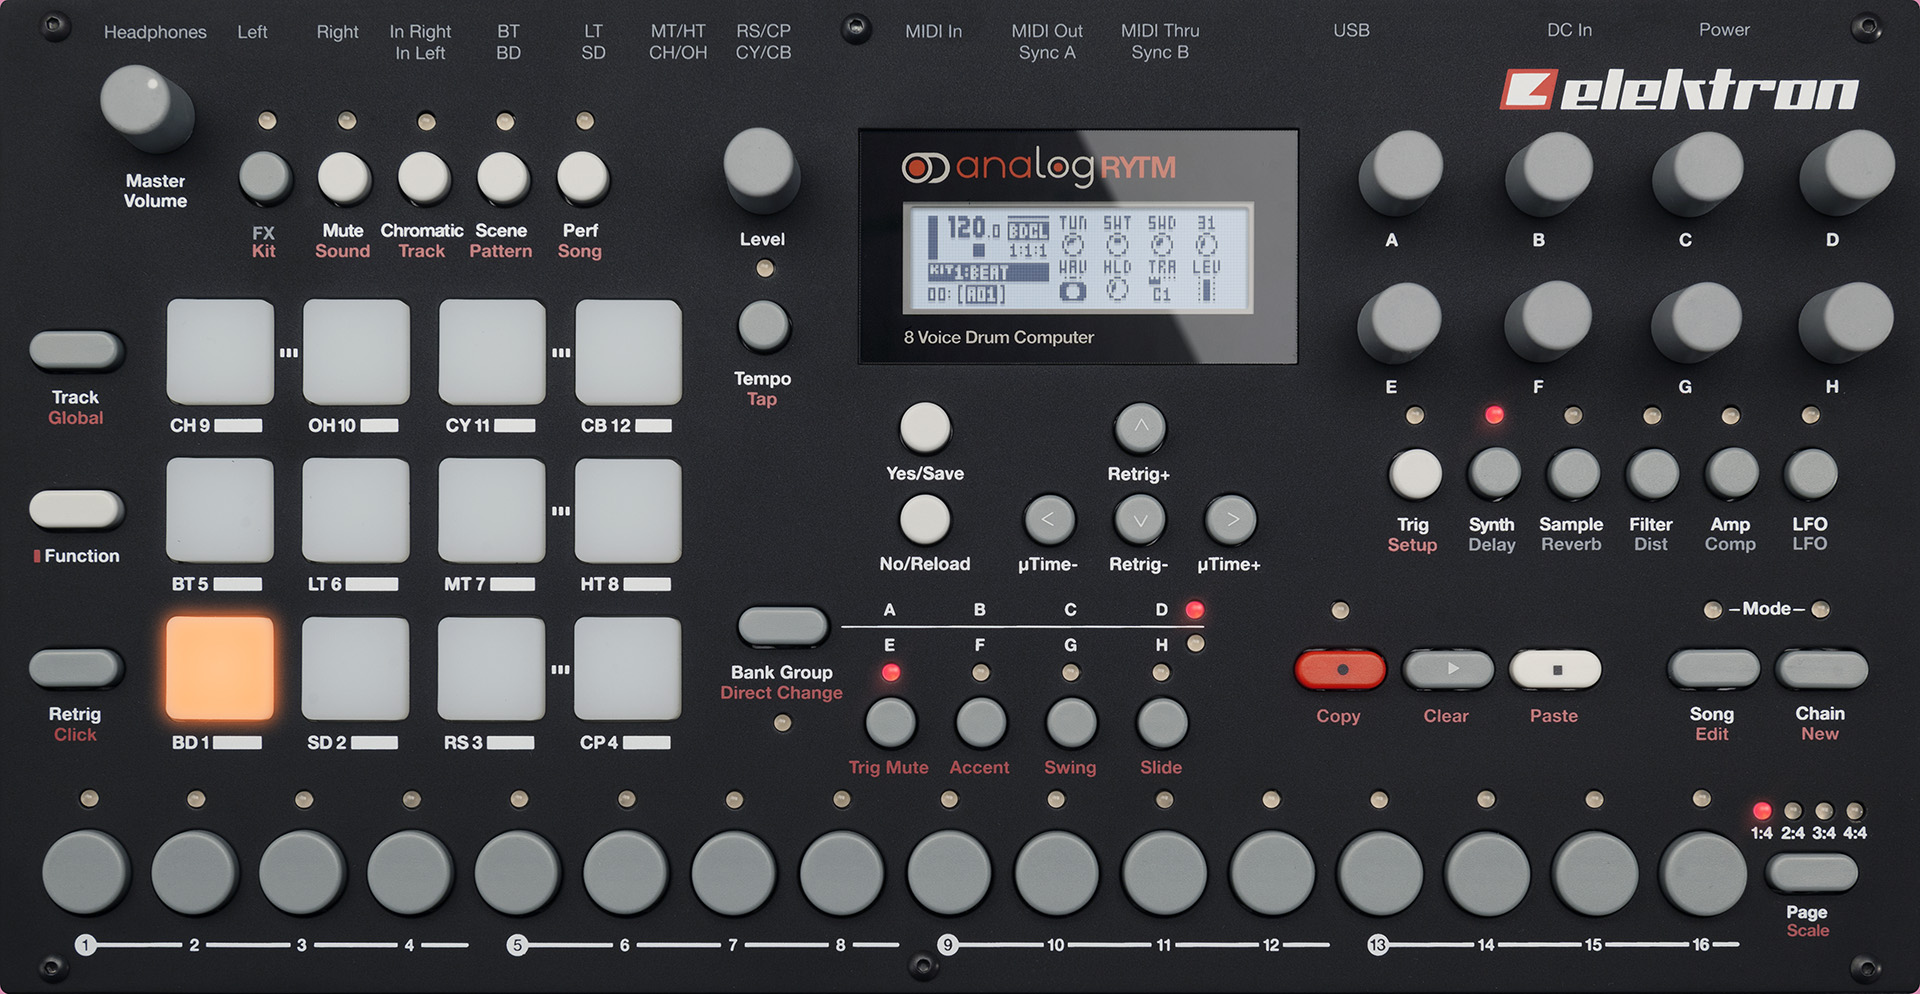 Headphones Left Right In Right BT LT MT/HT RS/CP MIDI In MIDI Out MIDI Thru USB DC In Power
In Left BD SD CH/OH CY/CB Sync A Sync B
elektron
Master
Volume
FX Mute Chromatic Scene Perf
Kit Sound Track Pattern Song
Level
Tempo
Tap
analog RYTM
120.0 BDCL TUN SWT SWD 31
1:1:1
KIT 1:BEAT WAV HLD TRA LEV
00: [A01] C1
8 Voice Drum Computer
A B C D
E F G H
Track
Global
CH 9 OH 10 CY 11 CB 12
Function
BT 5 LT 6 MT 7 HT 8
Retrig
Click
BD 1 SD 2 RS 3 CP 4
Yes/Save Retrig+
No/Reload µTime- Retrig- µTime+
Trig Synth Sample Filter Amp LFO
Setup Delay Reverb Dist Comp LFO
A B C D
E F G H
Bank Group
Direct Change
Trig Mute Accent Swing Slide
Mode
Copy Clear Paste
Song Chain
Edit New
1:4 2:4 3:4 4:4
Page
Scale
1 2 3 4 5 6 7 8 9 10 11 12 13 14 15 16